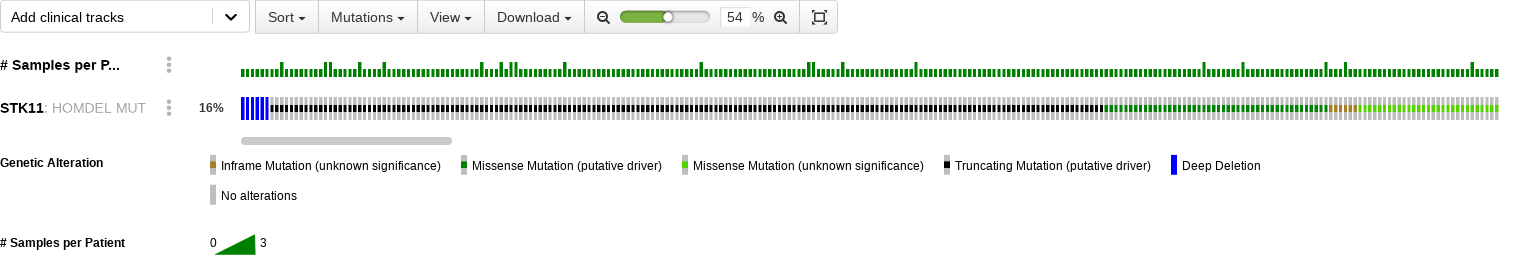 Add clinical tracks Sort Mutations View Download 54 %
# Samples per P...
STK11: HOMDEL MUT 16%
Genetic Alteration Inframe Mutation (unknown significance) Missense Mutation (putative driver) Missense Mutation (unknown significance) Truncating Mutation (putative driver) Deep Deletion
No alterations
# Samples per Patient 0 3